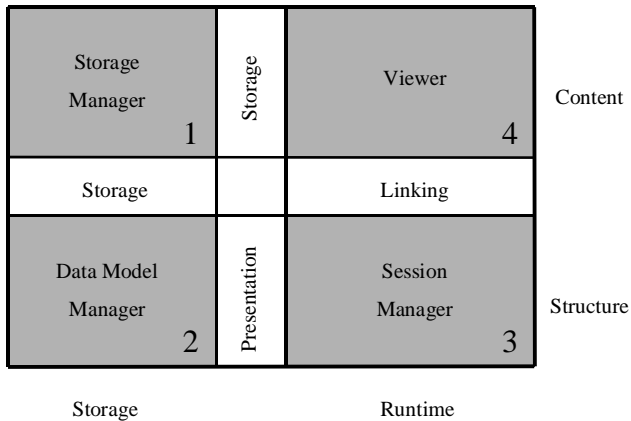 Storage
Manager
1
Storage
Viewer
4
Content
Storage
Linking
Data Model
Manager
2
Presentation
Session
Manager
3
Structure
Storage
Runtime